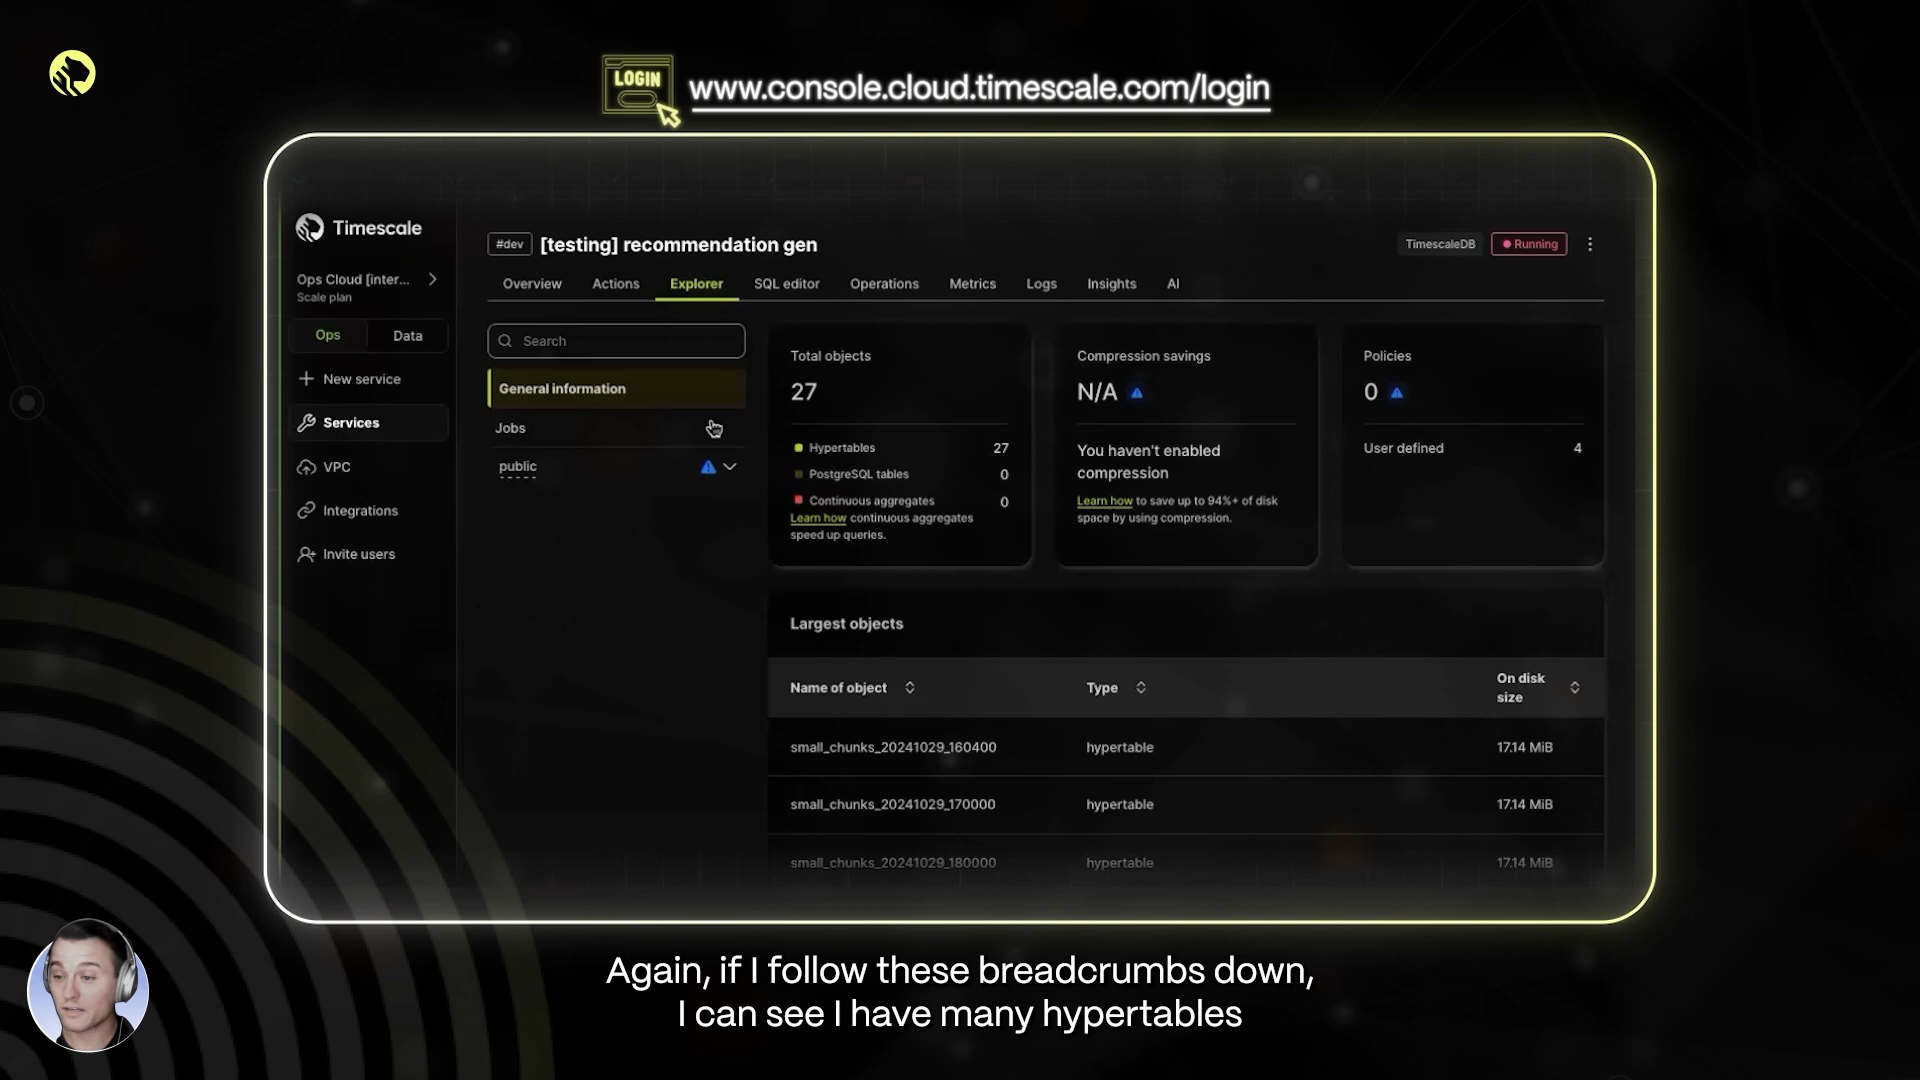 LOGIN
www.console.cloud.timescale.com/login
Timescale
Ops Cloud [inter...
Scale plan
Ops
Data
New service
Services
VPC
Integrations
Invite users
#dev
[testing] recommendation gen
TimescaleDB
Running
Overview
Actions
Explorer
SQL editor
Operations
Metrics
Logs
Insights
AI
Search
General information
Jobs
public
Total objects
27
Hypertables 27
PostgreSQL tables 0
Continuous aggregates 0
Learn how continuous aggregates
speed up queries.
Compression savings
N/A
You haven't enabled
compression
Learn how to save up to 94%+ of disk
space by using compression.
Policies
0
User defined 4
Largest objects
Name of object
Type
On disk
size
small_chunks_20241029_160400 hypertable 17.14 MiB
small_chunks_20241029_170000 hypertable 17.14 MiB
small_chunks_20241029_180000 hypertable 17.14 MiB
Again, if I follow these breadcrumbs down,
I can see I have many hypertables